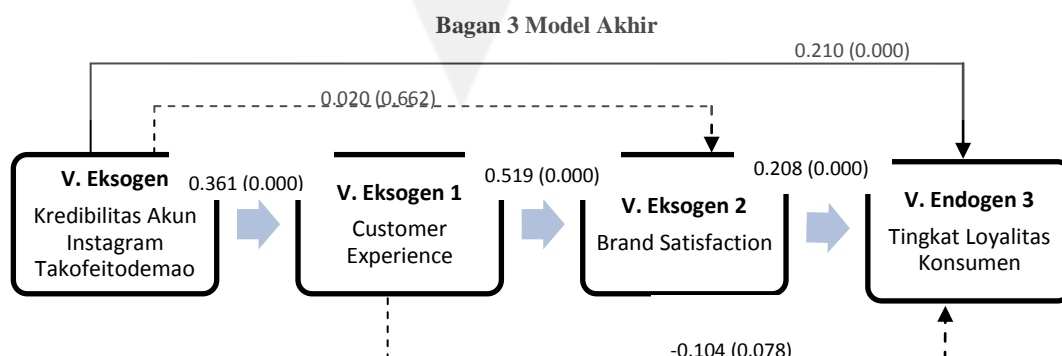 Bagan 3 Model Akhir
0.210 (0.000)
0.020 (0.662)
V. Eksogen
Kredibilitas Akun
Instagram
Takofeitodemao
0.361 (0.000)
V. Eksogen 1
Customer
Experience
0.519 (0.000)
V. Eksogen 2
Brand Satisfaction
0.208 (0.000)
V. Endogen 3
Tingkat Loyalitas
Konsumen
-0.104 (0.078)